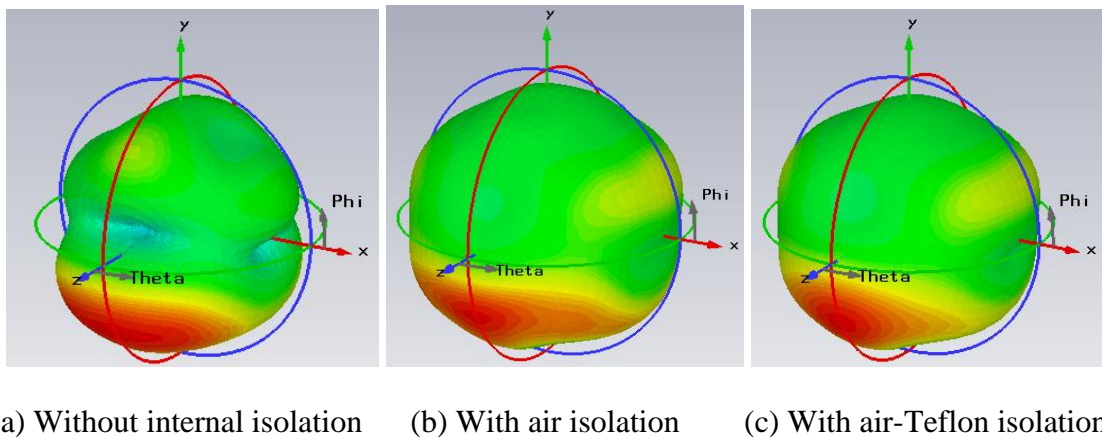 y
Phi
x
z
Theta
y
Phi
x
z
Theta
y
Phi
x
z
Theta
a) Without internal isolation (b) With air isolation (c) With air-Teflon isolation